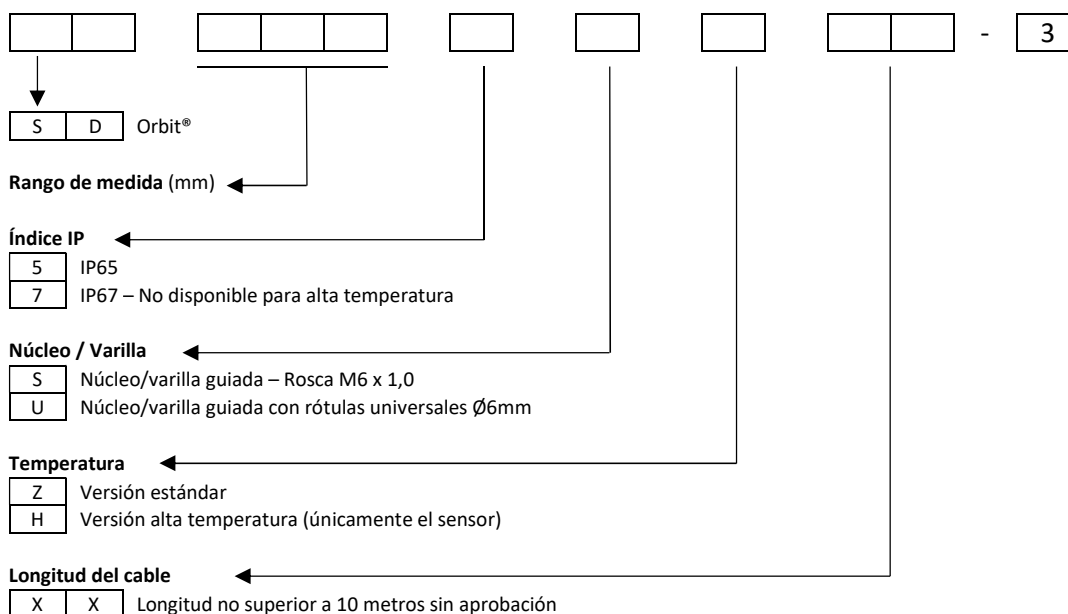 - 3
S D Orbit®
Rango de medida (mm)
Índice IP
5 IP65
7 IP67 – No disponible para alta temperatura
Núcleo / Varilla
S Núcleo/varilla guiada – Rosca M6 x 1,0
U Núcleo/varilla guiada con rótulas universales Ø6mm
Temperatura
Z Versión estándar
H Versión alta temperatura (únicamente el sensor)
Longitud del cable
X X Longitud no superior a 10 metros sin aprobación